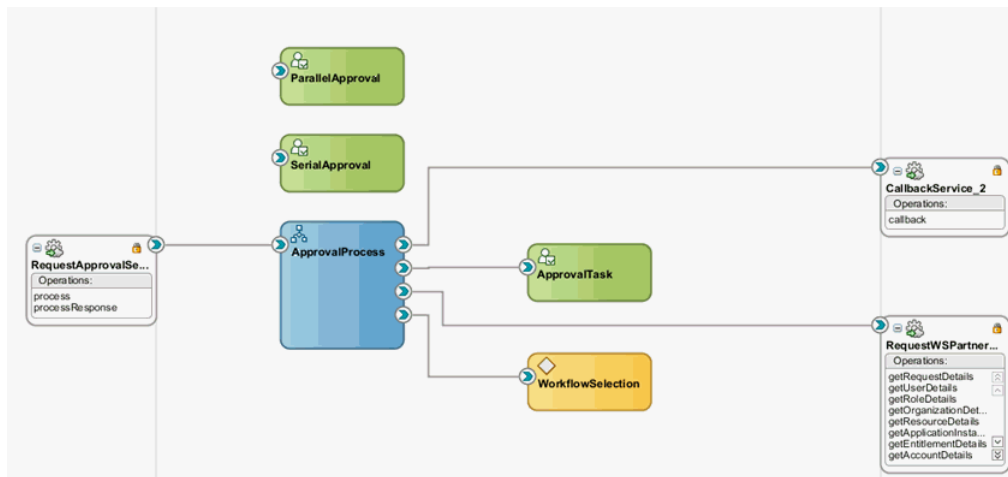 ParallelApproval
SerialApproval
RequestApprovalSe...
Operations:
process
processResponse
ApprovalProcess
ApprovalTask
WorkflowSelection
CallbackService_2
Operations:
callback
RequestWSPartner...
Operations:
getRequestDetails
getUserDetails
getRoleDetails
getOrganizationDet...
getResourceDetails
getApplicationInsta...
getEntitlementDetails
getAccountDetails